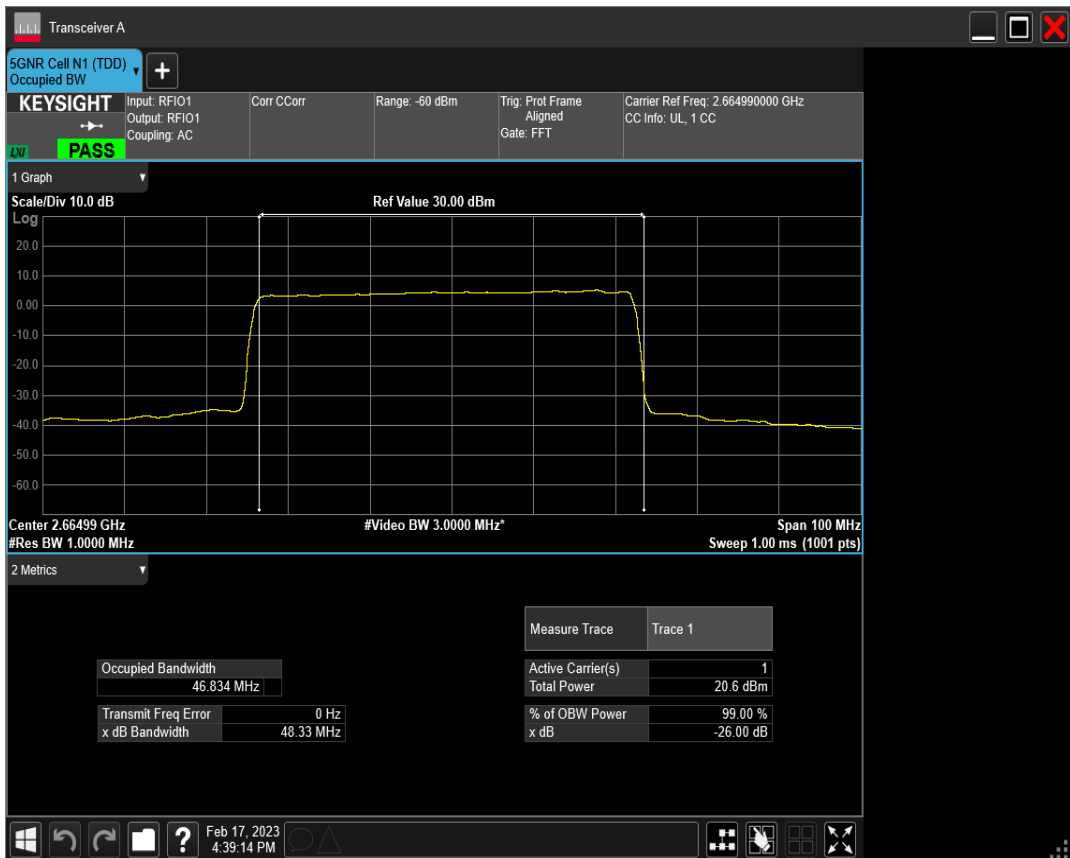 Transceiver A
5GNR Cell N1 (TDD)
Occupied BW
KEYSIGHT
LXI
PASS
Input: RFIO1
Output: RFIO1
Coupling: AC
Corr CCorr
Range: -60 dBm
Trig: Prot Frame
Aligned
Gate: FFT
Carrier Ref Freq: 2.664990000 GHz
CC Info: UL, 1 CC
1 Graph
Scale/Div 10.0 dB
Ref Value 30.00 dBm
Log
20.0
10.0
0.00
-10.0
-20.0
-30.0
-40.0
-50.0
-60.0
Center 2.66499 GHz
#Video BW 3.0000 MHz*
Span 100 MHz
#Res BW 1.0000 MHz
Sweep 1.00 ms (1001 pts)
2 Metrics
Measure Trace Trace 1
Occupied Bandwidth
46.834 MHz
Active Carrier(s) 1
Total Power 20.6 dBm
Transmit Freq Error 0 Hz
x dB Bandwidth 48.33 MHz
% of OBW Power 99.00 %
x dB -26.00 dB
?
Feb 17, 2023
4:39:14 PM